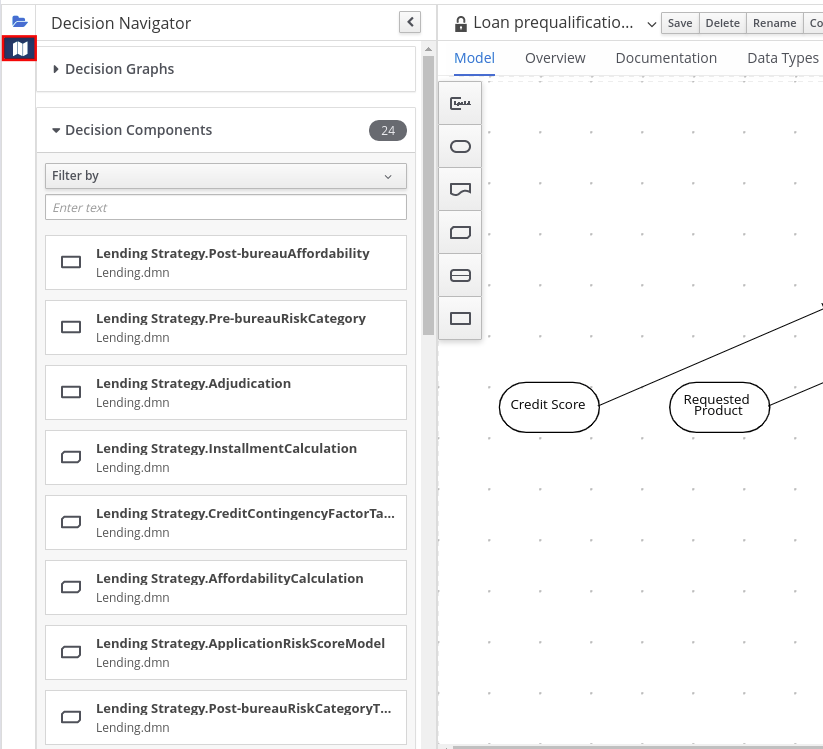 Decision Navigator
Decision Graphs
Decision Components
24
Filter by
Enter text
Lending Strategy.Post-bureauAffordability
Lending.dmn
Lending Strategy.Pre-bureauRiskCategory
Lending.dmn
Lending Strategy.Adjudication
Lending.dmn
Lending Strategy.InstallmentCalculation
Lending.dmn
Lending Strategy.CreditContingencyFactorTa...
Lending.dmn
Lending Strategy.AffordabilityCalculation
Lending.dmn
Lending Strategy.ApplicationRiskScoreModel
Lending.dmn
Lending Strategy.Post-bureauRiskCategoryT...
Lending.dmn
Loan prequalificatio...
Save
Delete
Rename
Co
Model
Overview
Documentation
Data Types
Credit Score
Requested
Product